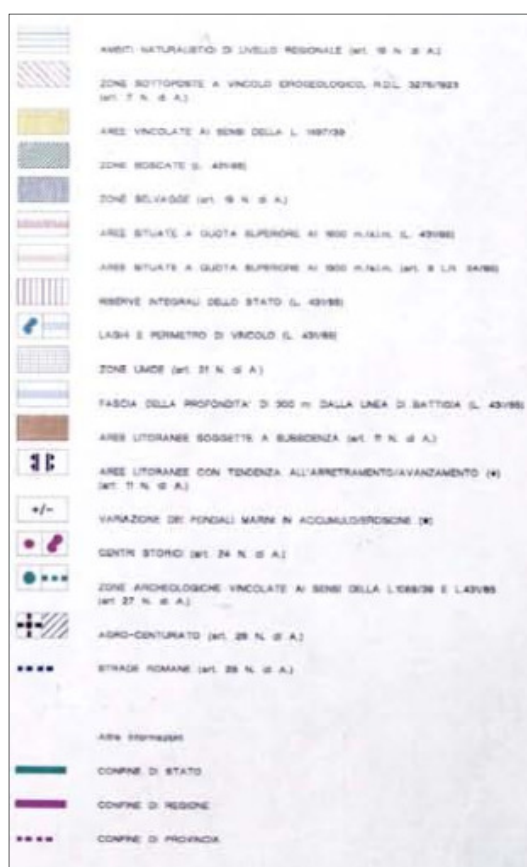 AMBITI NATURALISTICI DI LIVELLO REGIONALE (art. 19 N. di A.)
ZONE SOTTOPOSTE A VINCOLO IDROGEOLOGICO, R.D.L. 3276/1923
(art. 7 N. di A.)
AREE VINCOLATE AI SENSI DELLA L. 1497/39
ZONE BOSCATE (L. 431/85)
ZONE SELVAGGE (art. 19 N. di A.)
AREE SITUATE A QUOTA SUPERIORE AI 1600 m./s.l.m. (L. 431/85)
AREE SITUATE A QUOTA SUPERIORE AI 1300 m./s.l.m. (art. 9 L.R. 24/85)
RISERVE INTEGRALI DELLO STATO (L. 431/85)
LAGHI E PERIMETRO DI VINCOLO (L. 431/85)
ZONE UMIDE (art. 21 N. di A.)
FASCIA DELLA PROFONDITA' DI 300 m. DALLA LINEA DI BATTIGIA (L. 431/85)
AREE LITORANEE SOGGETTE A SUBSIDENZA (art. 11 N. di A.)
AREE LITORANEE CON TENDENZA ALL'ARRETRAMENTO/AVANZAMENTO (*)
(art. 11 N. di A.)
+/-
VARIAZIONE DEI FONDALI MARINI IN ACCUMULO/EROSIONE (*)
CENTRI STORICI (art. 24 N. di A.)
ZONE ARCHEOLOGICHE VINCOLATE AI SENSI DELLA L.1089/39 E L.431/85
(art. 27 N. di A.)
AGRO-CENTURIATO (art. 28 N. di A.)
STRADE ROMANE (art. 28 N. di A.)
Altre Informazioni
CONFINE DI STATO
CONFINE DI REGIONE
CONFINE DI PROVINCIA